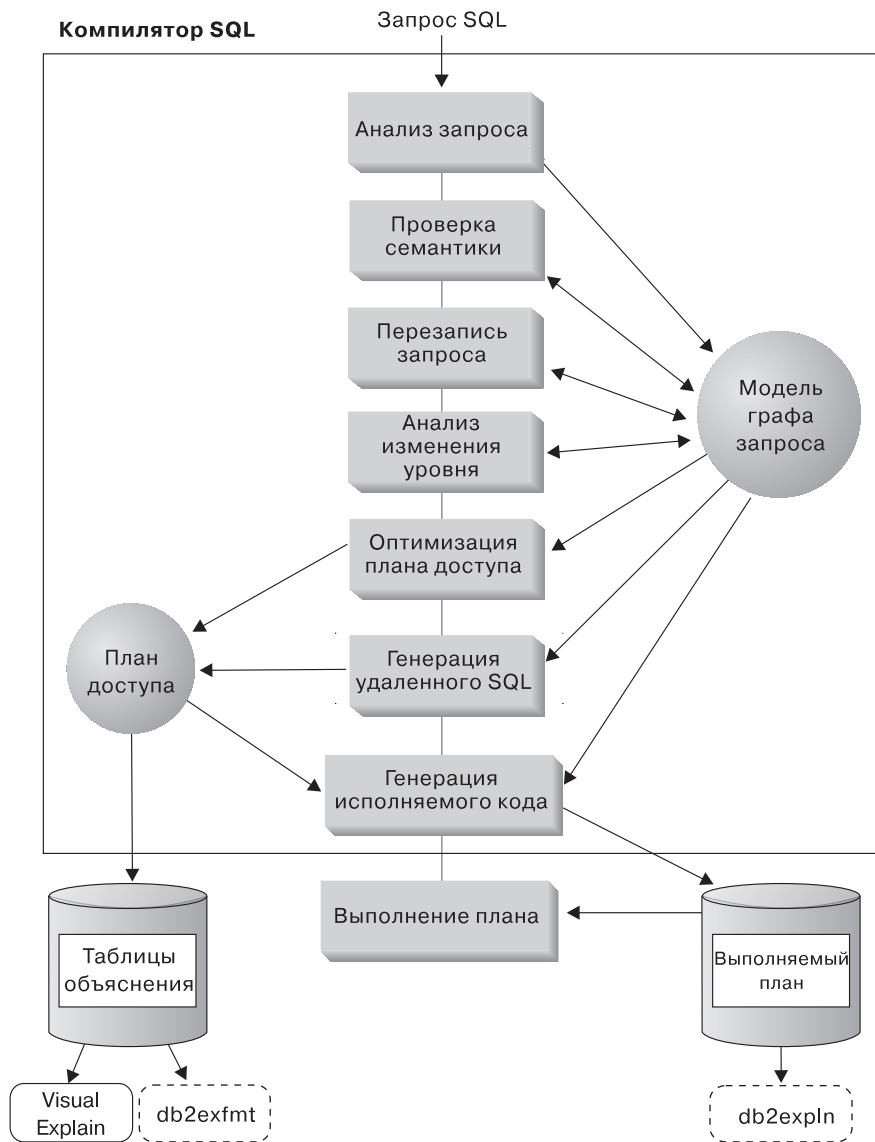 Компилятор SQL
Запрос SQL
Анализ запроса
Проверка
семантики
Перезапись
запроса
Модель
графа
запроса
Анализ
изменения
уровня
Оптимизация
плана доступа
План
доступа
Генерация
удаленного SQL
Генерация
исполняемого кода
Выполнение плана
Таблицы
объяснения
Выполняемый
план
Visual
Explain
db2exfmt
db2expln